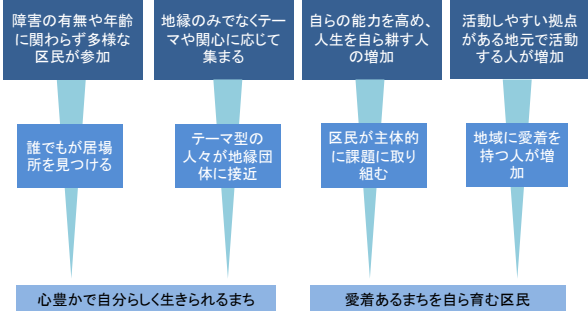 障害の有無や年齢
に関わらず多様な
区民が参加
地縁のみでなくテー
マや関心に応じて
集まる
自らの能力を高め、
人生を自ら耕す人
の増加
活動しやすい拠点
がある地元で活動
する人が増加
誰でもが居場
所を見つける
テーマ型の
人々が地縁団
体に接近
区民が主体的
に課題に取り
組む
地域に愛着を
持つ人が増
加
心豊かで自分らしく生きられるまち
愛着あるまちを自ら育む区民